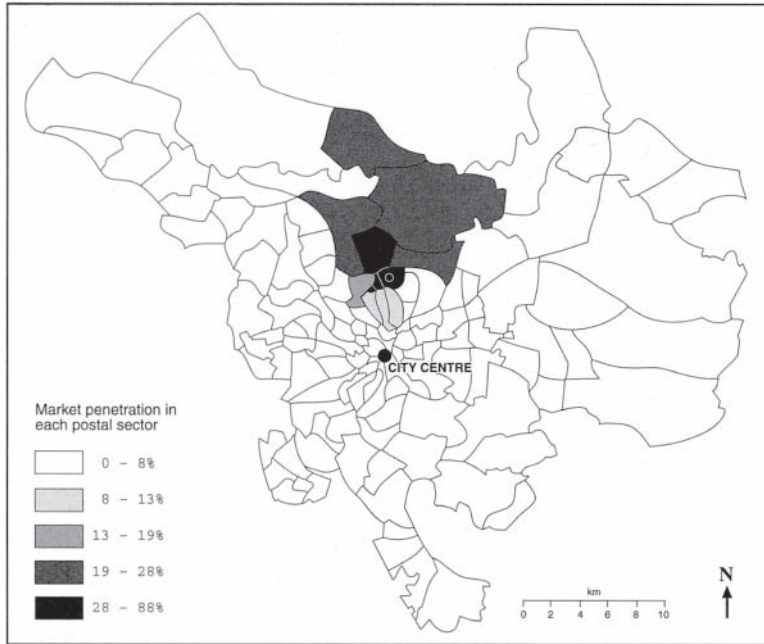 CITY CENTRE
Market penetration in
each postal sector
0 – 8%
8 – 13%
13 – 19%
19 – 28%
28 – 88%
km
0 2 4 6 8 10
N